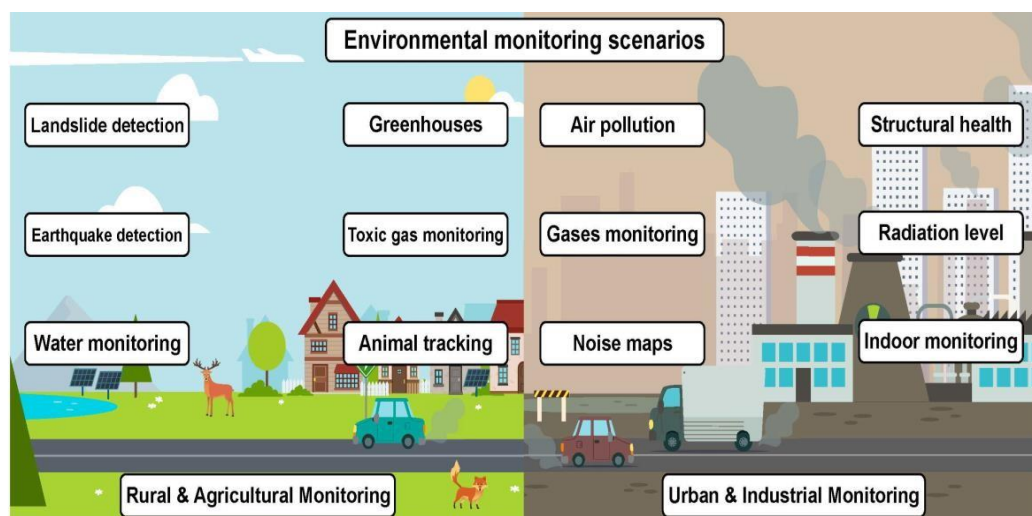 Environmental monitoring scenarios
Landslide detection
Greenhouses
Air pollution
Structural health
Earthquake detection
Toxic gas monitoring
Gases monitoring
Radiation level
Water monitoring
Animal tracking
Noise maps
Indoor monitoring
Rural & Agricultural Monitoring
Urban & Industrial Monitoring